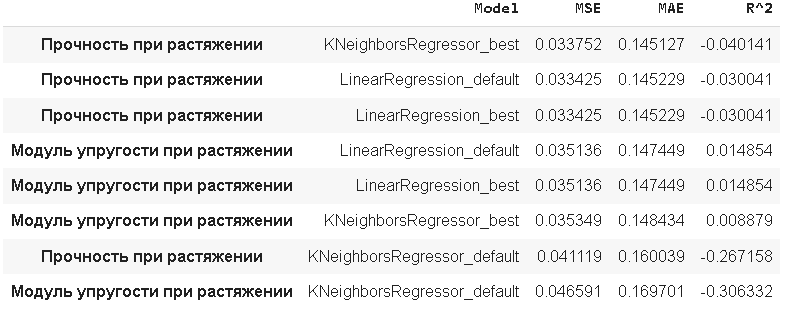 Model MSE MAE R^2
Прочность при растяжении KNeighborsRegressor_best 0.033752 0.145127 -0.040141
Прочность при растяжении LinearRegression_default 0.033425 0.145229 -0.030041
Прочность при растяжении LinearRegression_best 0.033425 0.145229 -0.030041
Модуль упругости при растяжении LinearRegression_default 0.035136 0.147449 0.014854
Модуль упругости при растяжении LinearRegression_best 0.035136 0.147449 0.014854
Модуль упругости при растяжении KNeighborsRegressor_best 0.035349 0.148434 0.008879
Прочность при растяжении KNeighborsRegressor_default 0.041119 0.160039 -0.267158
Модуль упругости при растяжении KNeighborsRegressor_default 0.046591 0.169701 -0.306332